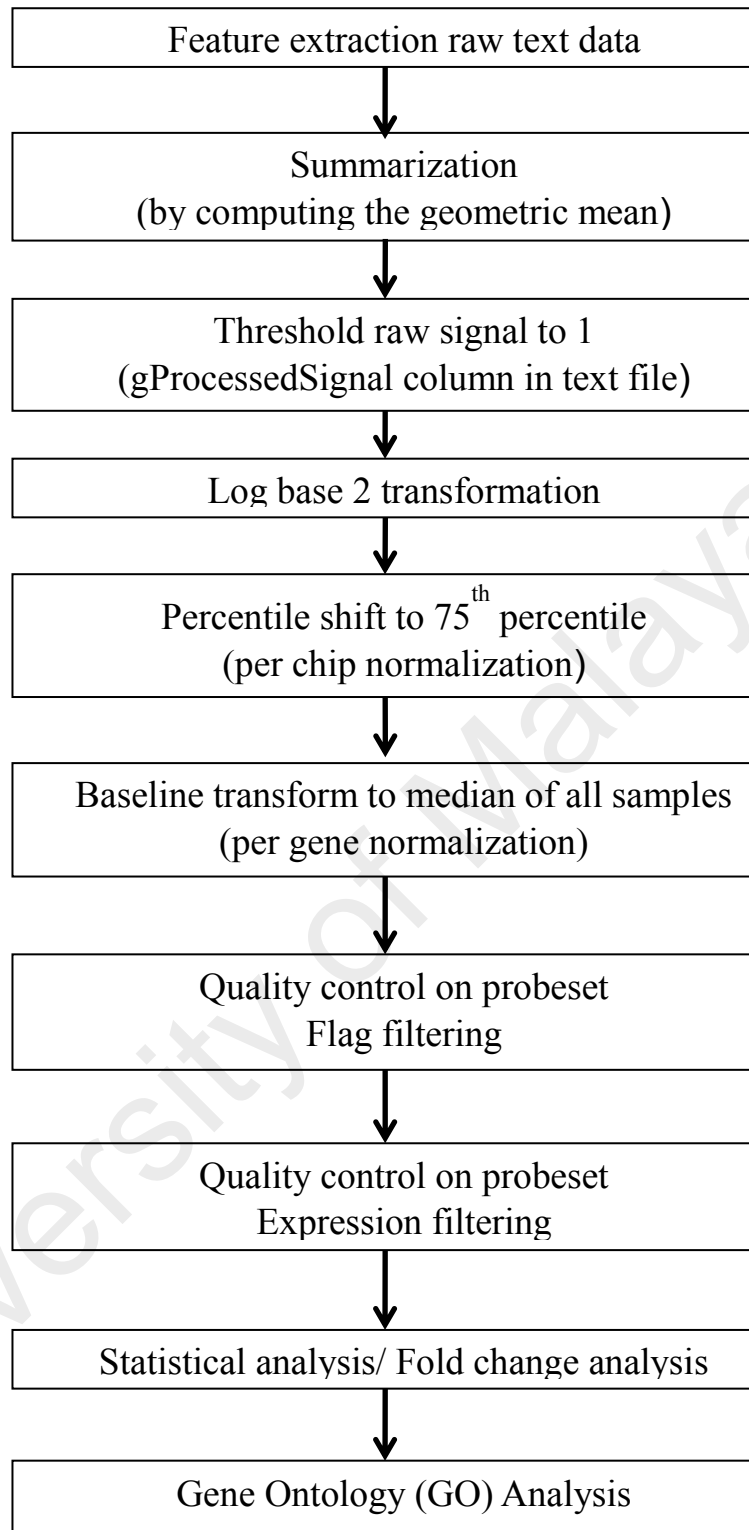 Feature extraction raw text data
Summarization
(by computing the geometric mean)
Threshold raw signal to 1
(gProcessedSignal column in text file)
Log base 2 transformation
Percentile shift to 75th percentile
(per chip normalization)
Baseline transform to median of all samples
(per gene normalization)
Quality control on probeset
Flag filtering
Quality control on probeset
Expression filtering
Statistical analysis/ Fold change analysis
Gene Ontology (GO) Analysis
versity of Malaya